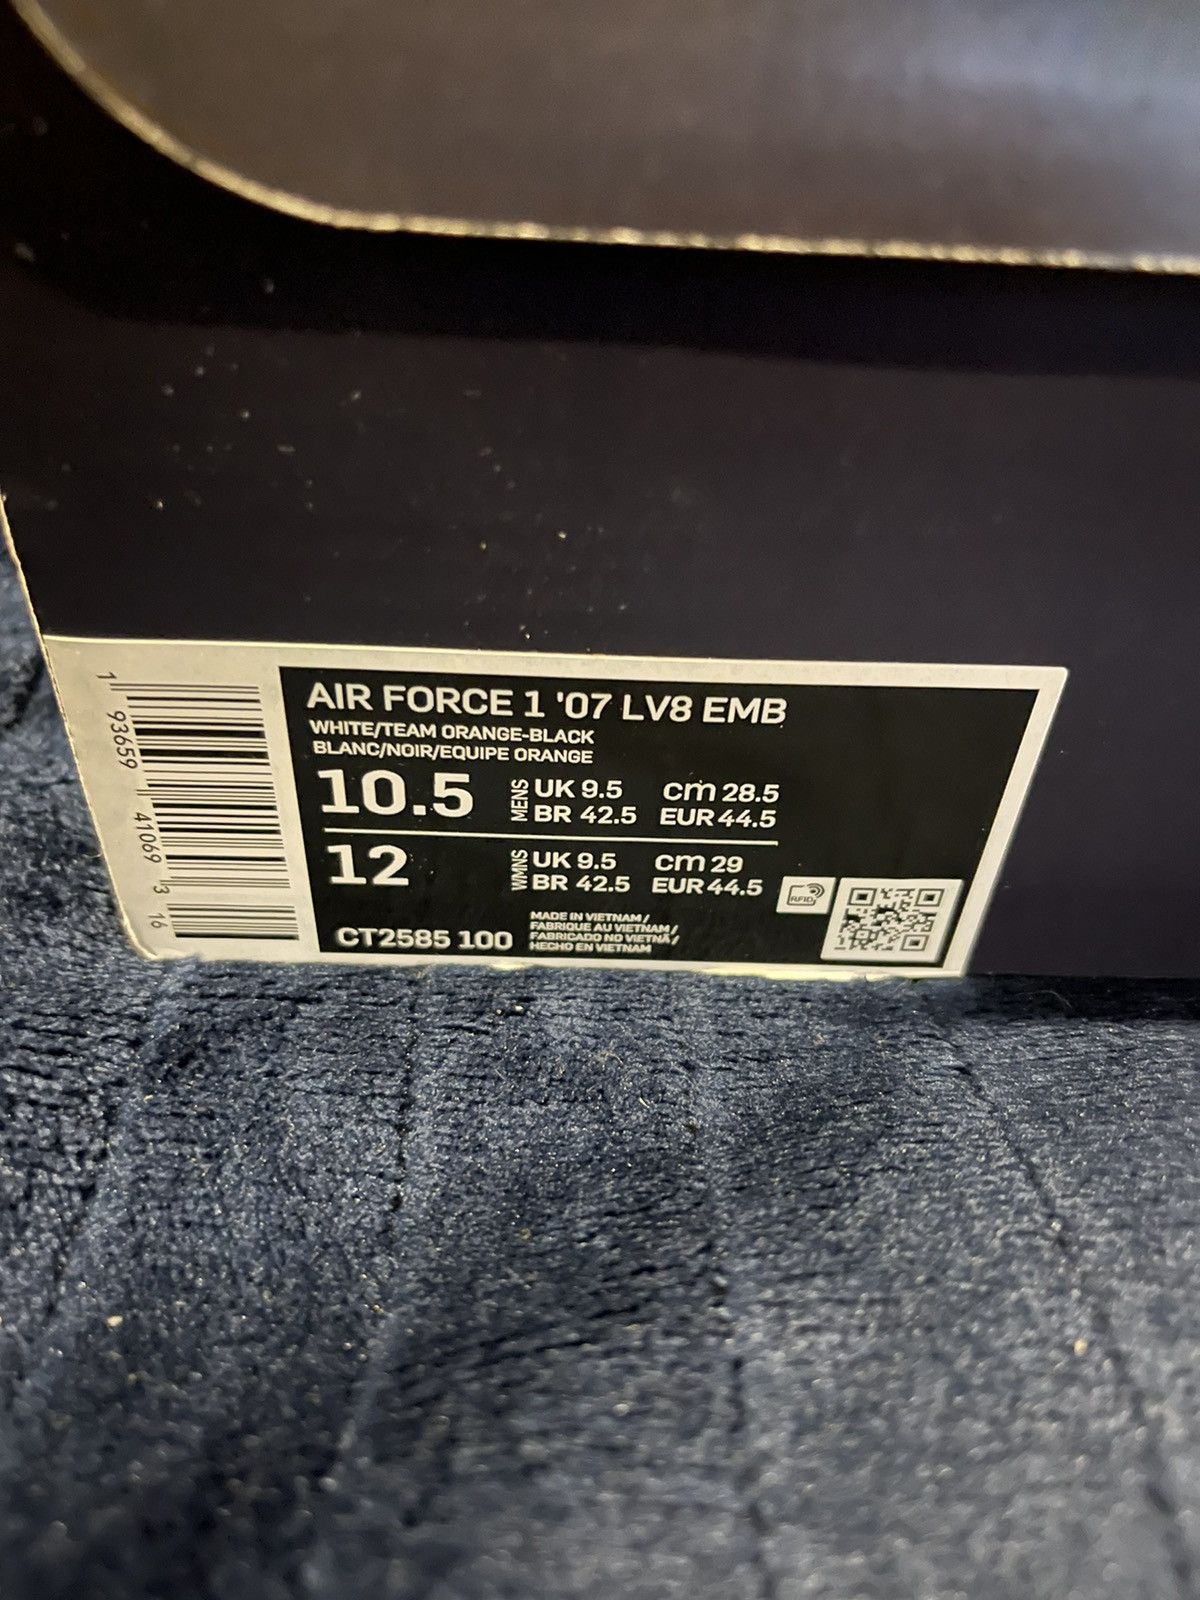 AIR FORCE 1 '07 LV8 EMB
WHITE/TEAM ORANGE-BLACK
BLANC/NOIR/EQUIPE ORANGE
10.5 MENS UK 9.5 cm 28.5
BR 42.5 EUR 44.5
12 WMNS UK 9.5 cm 29
BR 42.5 EUR 44.5
RFID
CT2585 100
MADE IN VIETNAM /
FABRIQUE AU VIETNAM /
FABRICADO NO VIETNÃ /
HECHO EN VIETNAM
1 93659 41069 3 16